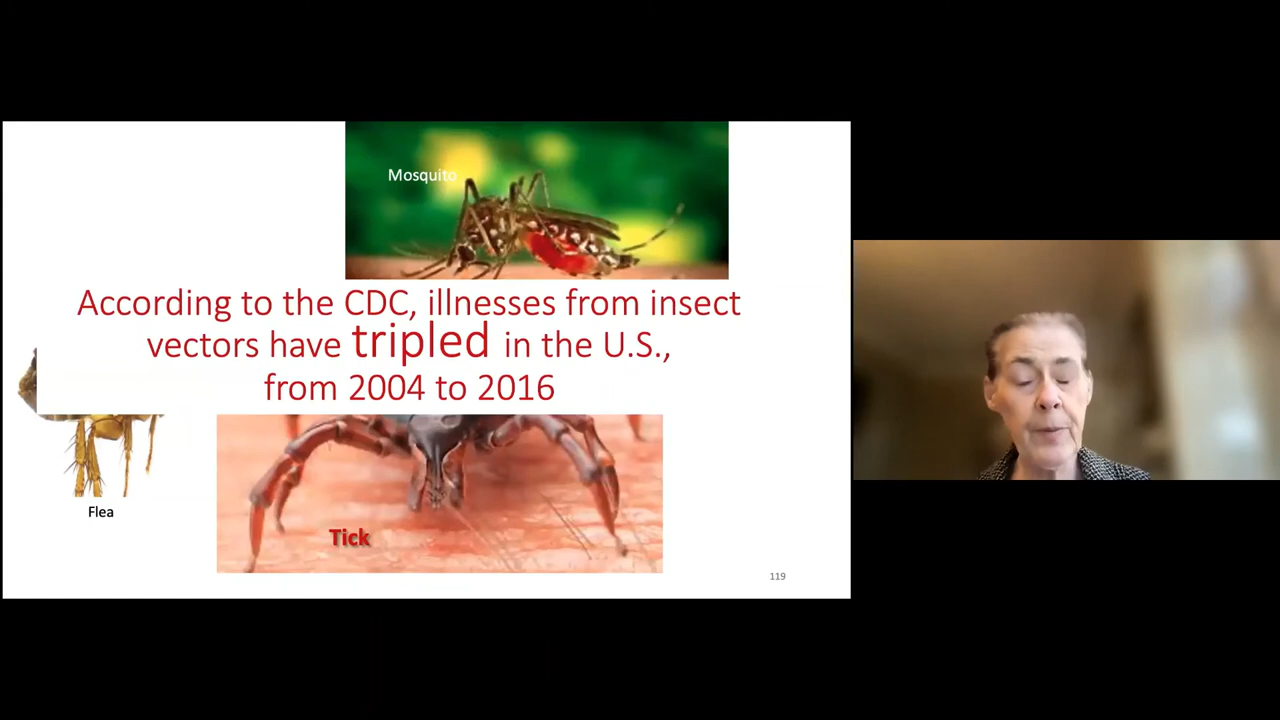 Mosquito
According to the CDC, illnesses from insect
vectors have tripled in the U.S.,
from 2004 to 2016
Flea
Tick
119